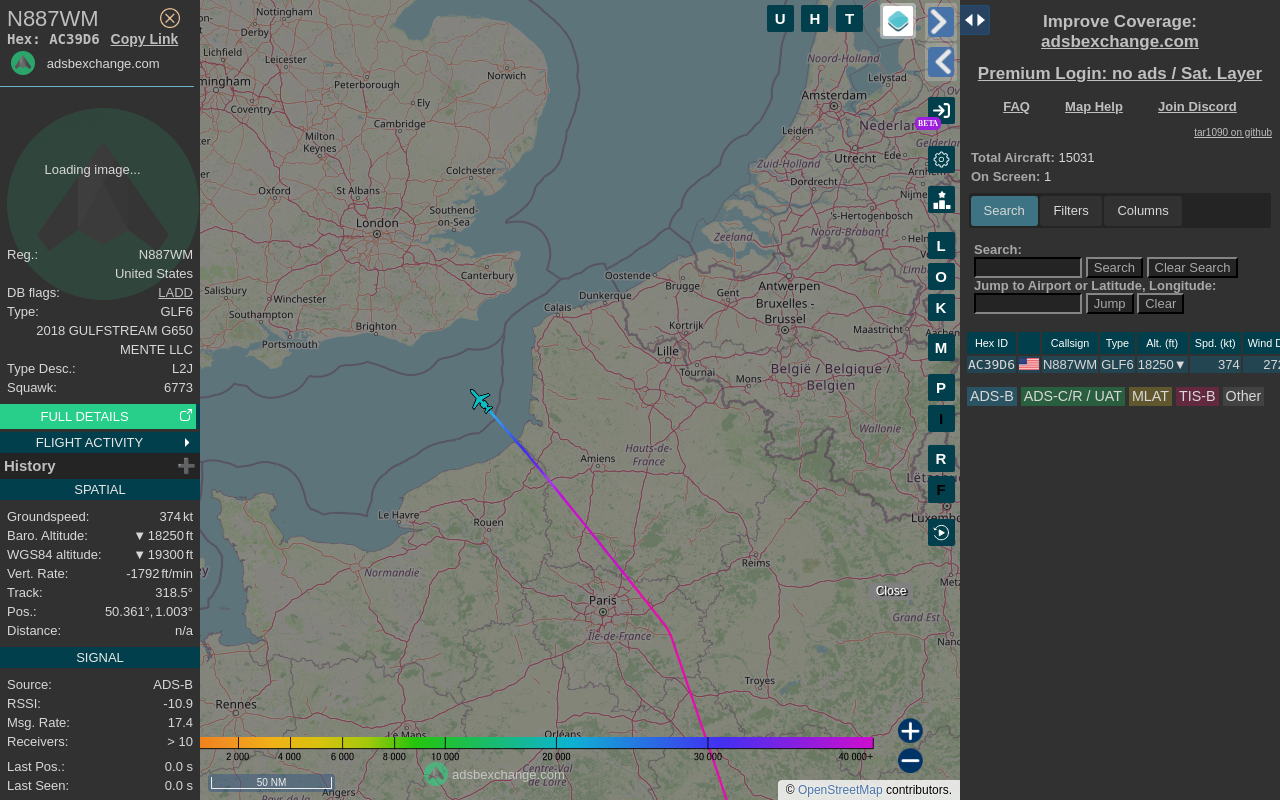 N887WM
Hex: AC39D6 Copy Link
adsbexchange.com
Loading image...
Reg.: N887WM
United States
DB flags: LADD
Type: GLF6
2018 GULFSTREAM G650
MENTE LLC
Type Desc.: L2J
Squawk: 6773
FULL DETAILS
FLIGHT ACTIVITY
History
SPATIAL
Groundspeed: 374 kt
Baro. Altitude: ▼ 18250 ft
WGS84 altitude: ▼ 19300 ft
Vert. Rate: -1792 ft/min
Track: 318.5°
Pos.: 50.361°, 1.003°
Distance: n/a
SIGNAL
Source: ADS-B
RSSI: -10.9
Msg. Rate: 17.4
Receivers: > 10
Last Pos.: 0.0 s
Last Seen: 0.0 s
Nottingham
Derby
Lichfield
Leicester
Peterborough
Norwich
Coventry
Ely
Cambridge
Milton Keynes
Colchester
Oxford
St Albans
London
Southend-on-Sea
Canterbury
Salisbury
Winchester
Southampton
Portsmouth
Brighton
Calais
Dunkerque
Oostende
Brugge
Gent
Antwerpen
Bruxelles - Brussel
Kortrijk
Lille
Tournai
Mons
België / Belgique / Belgien
Maastricht
Wallonie
Zeeland
Noord-Holland
Lelystad
Amsterdam
Leiden
Utrecht
Ede
Zuid-Holland
Dordrecht
's-Hertogenbosch
Noord-Brabant
Hauts-de-France
Amiens
Le Havre
Rouen
Normandie
Reims
Paris
Île-de-France
Grand Est
Troyes
Rennes
Le Mans
Orléans
Angers
Centre-Val de Loire
Pays de la
U H T
BETA
L
O
K
M
P
I
R
F
Close
2 000 4 000 6 000 8 000 10 000 20 000 30 000 40 000+
50 NM
adsbexchange.com
© OpenStreetMap contributors.
Improve Coverage:
adsbexchange.com
Premium Login: no ads / Sat. Layer
FAQ Map Help Join Discord
tar1090 on github
Total Aircraft: 15031
On Screen: 1
Search Filters Columns
Search:
Search Clear Search
Jump to Airport or Latitude, Longitude:
Jump Clear
Hex ID Callsign Type Alt. (ft) Spd. (kt) Wind D
AC39D6 N887WM GLF6 18250▼ 374 272
ADS-B ADS-C/R / UAT MLAT TIS-B Other